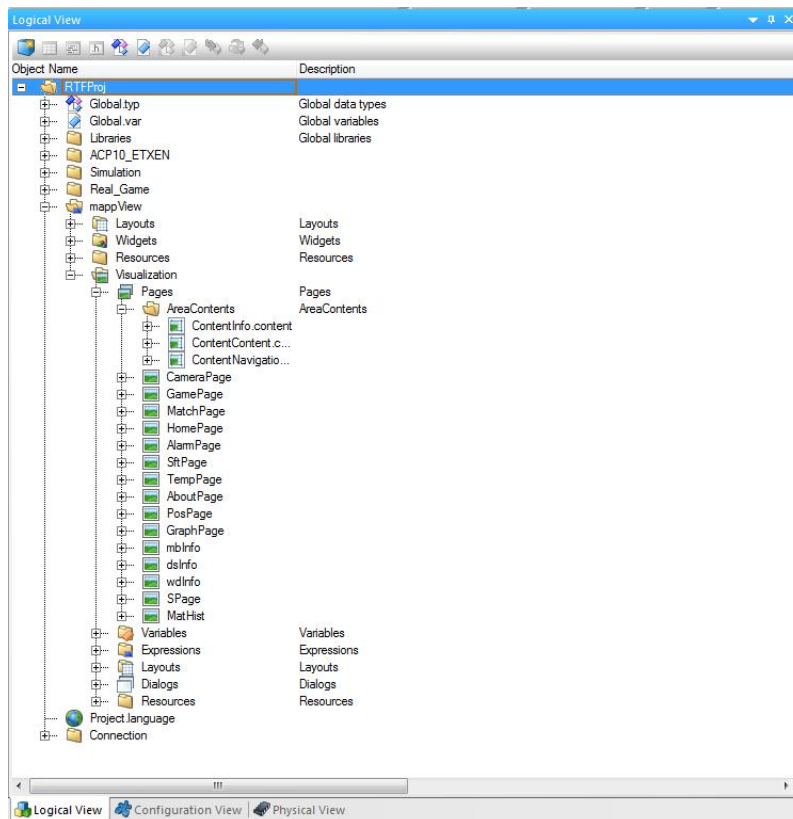 Logical View
Object Name Description
RTFProj
Global.typ Global data types
Global.var Global variables
Libraries Global libraries
ACP10_ETXEN
Simulation
Real_Game
mappView
Layouts Layouts
Widgets Widgets
Resources Resources
Visualization
Pages Pages
AreaContents AreaContents
ContentInfo.content
ContentContent.c...
ContentNavigatio...
CameraPage
GamePage
MatchPage
HomePage
AlarmPage
SftPage
TempPage
AboutPage
PosPage
GraphPage
mbInfo
dsInfo
wdInfo
SPage
MatHist
Variables Variables
Expressions Expressions
Layouts Layouts
Dialogs Dialogs
Resources Resources
Project.language
Connection
Logical View Configuration View Physical View